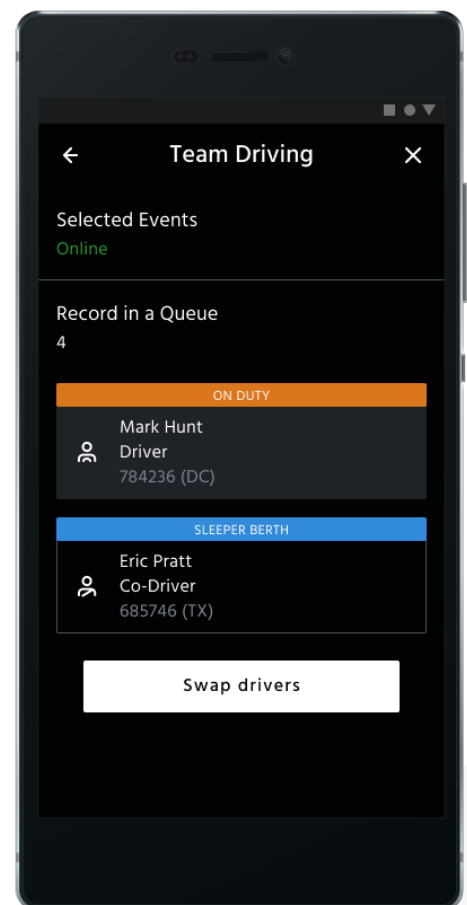 Team Driving
Selected Events
Online
Record in a Queue
4
ON DUTY
Mark Hunt
Driver
784236 (DC)
SLEEPER BERTH
Eric Pratt
Co-Driver
685746 (TX)
Swap drivers